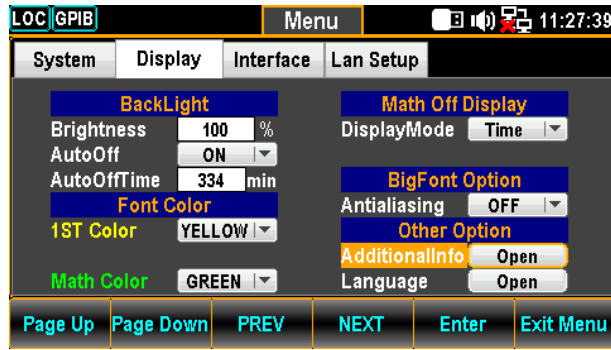 LOC GPIB Menu 11:27:39
System Display Interface Lan Setup
BackLight
Brightness 100 %
AutoOff ON
AutoOffTime 334 min
Font Color
1ST Color YELLOW
Math Color GREEN
Math Off Display
DisplayMode Time
BigFont Option
Antialiasing OFF
Other Option
AdditionalInfo Open
Language Open
Page Up Page Down PREV NEXT Enter Exit Menu